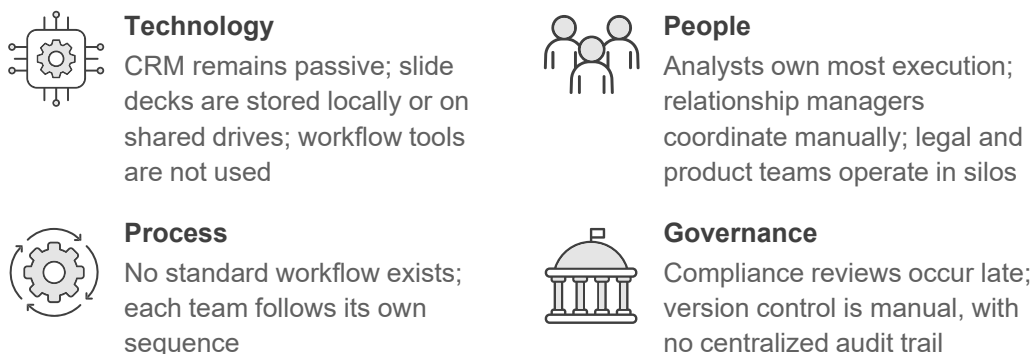 Technology
CRM remains passive; slide
decks are stored locally or on
shared drives; workflow tools
are not used
People
Analysts own most execution;
relationship managers
coordinate manually; legal and
product teams operate in silos
Process
No standard workflow exists;
each team follows its own
sequence
Governance
Compliance reviews occur late;
version control is manual, with
no centralized audit trail